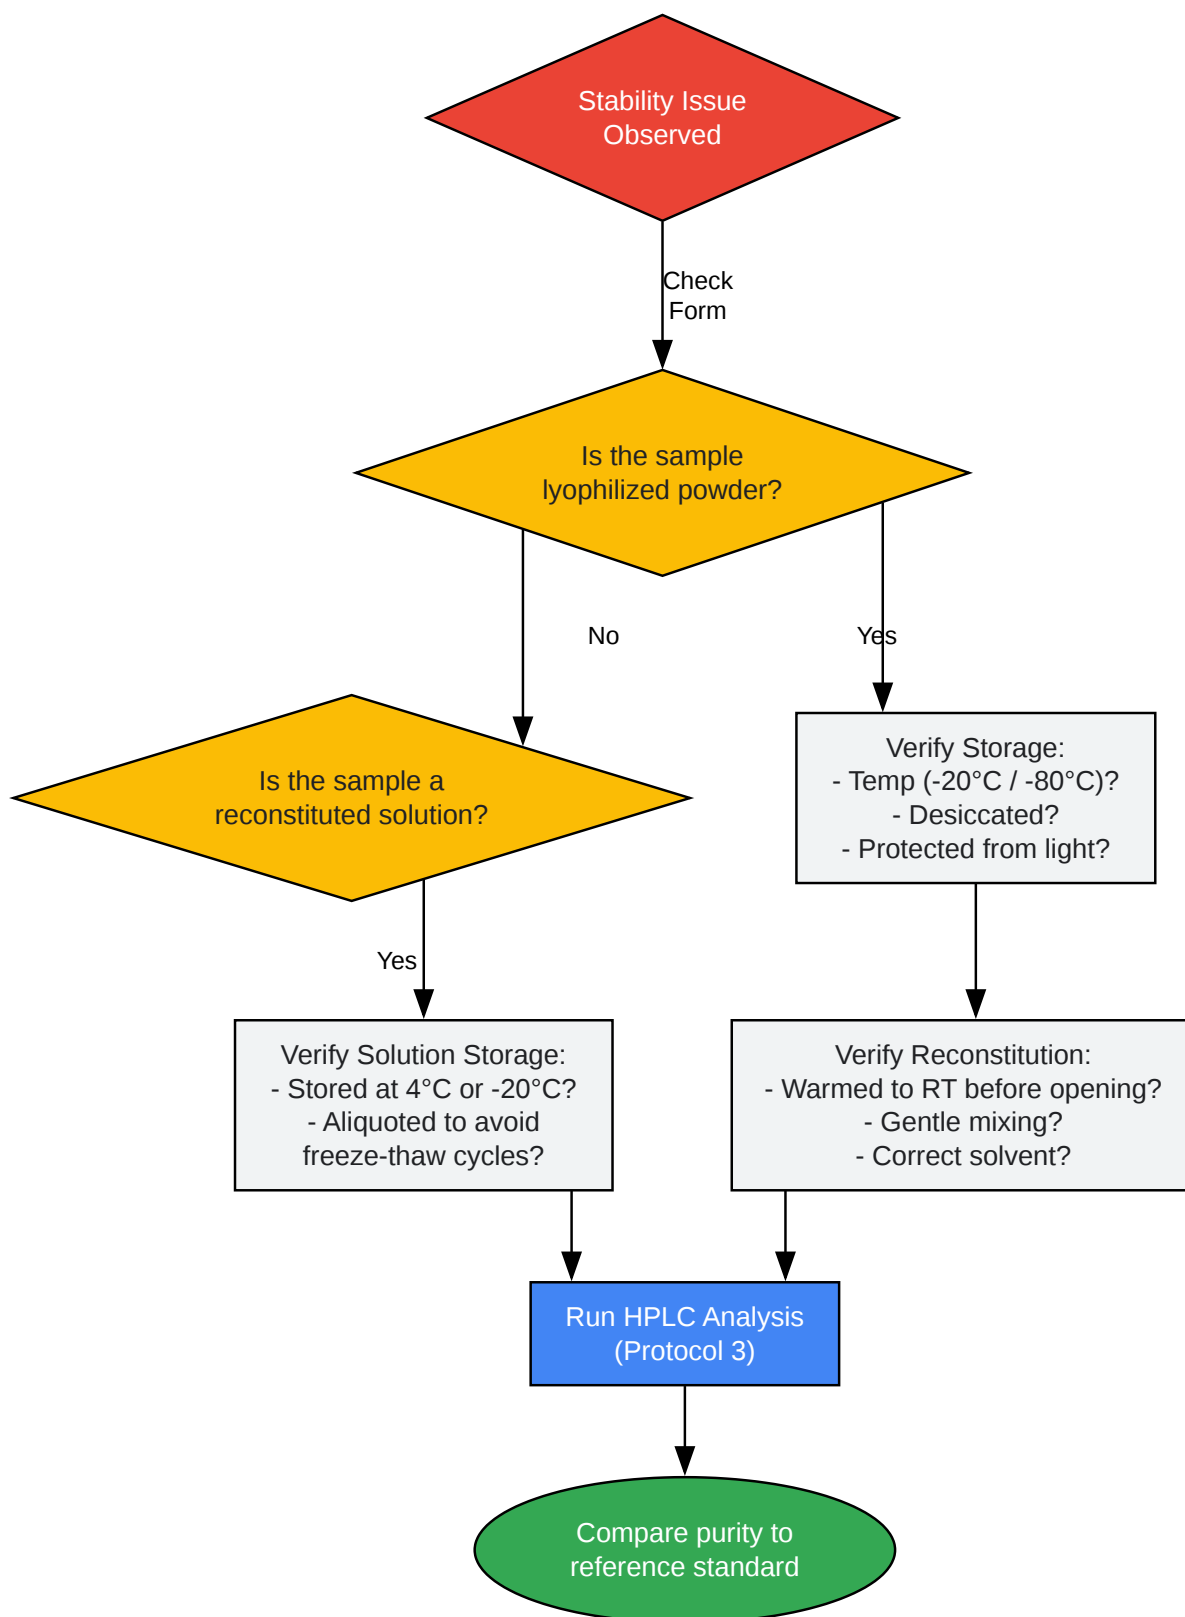 Stability Issue
Observed
Check
Form
Is the sample
lyophilized powder?
No
Yes
Is the sample a
reconstituted solution?
Verify Storage:
- Temp (-20°C / -80°C)?
- Desiccated?
- Protected from light?
Yes
Verify Solution Storage:
- Stored at 4°C or -20°C?
- Aliquoted to avoid
freeze-thaw cycles?
Verify Reconstitution:
- Warmed to RT before opening?
- Gentle mixing?
- Correct solvent?
Run HPLC Analysis
(Protocol 3)
Compare purity to
reference standard